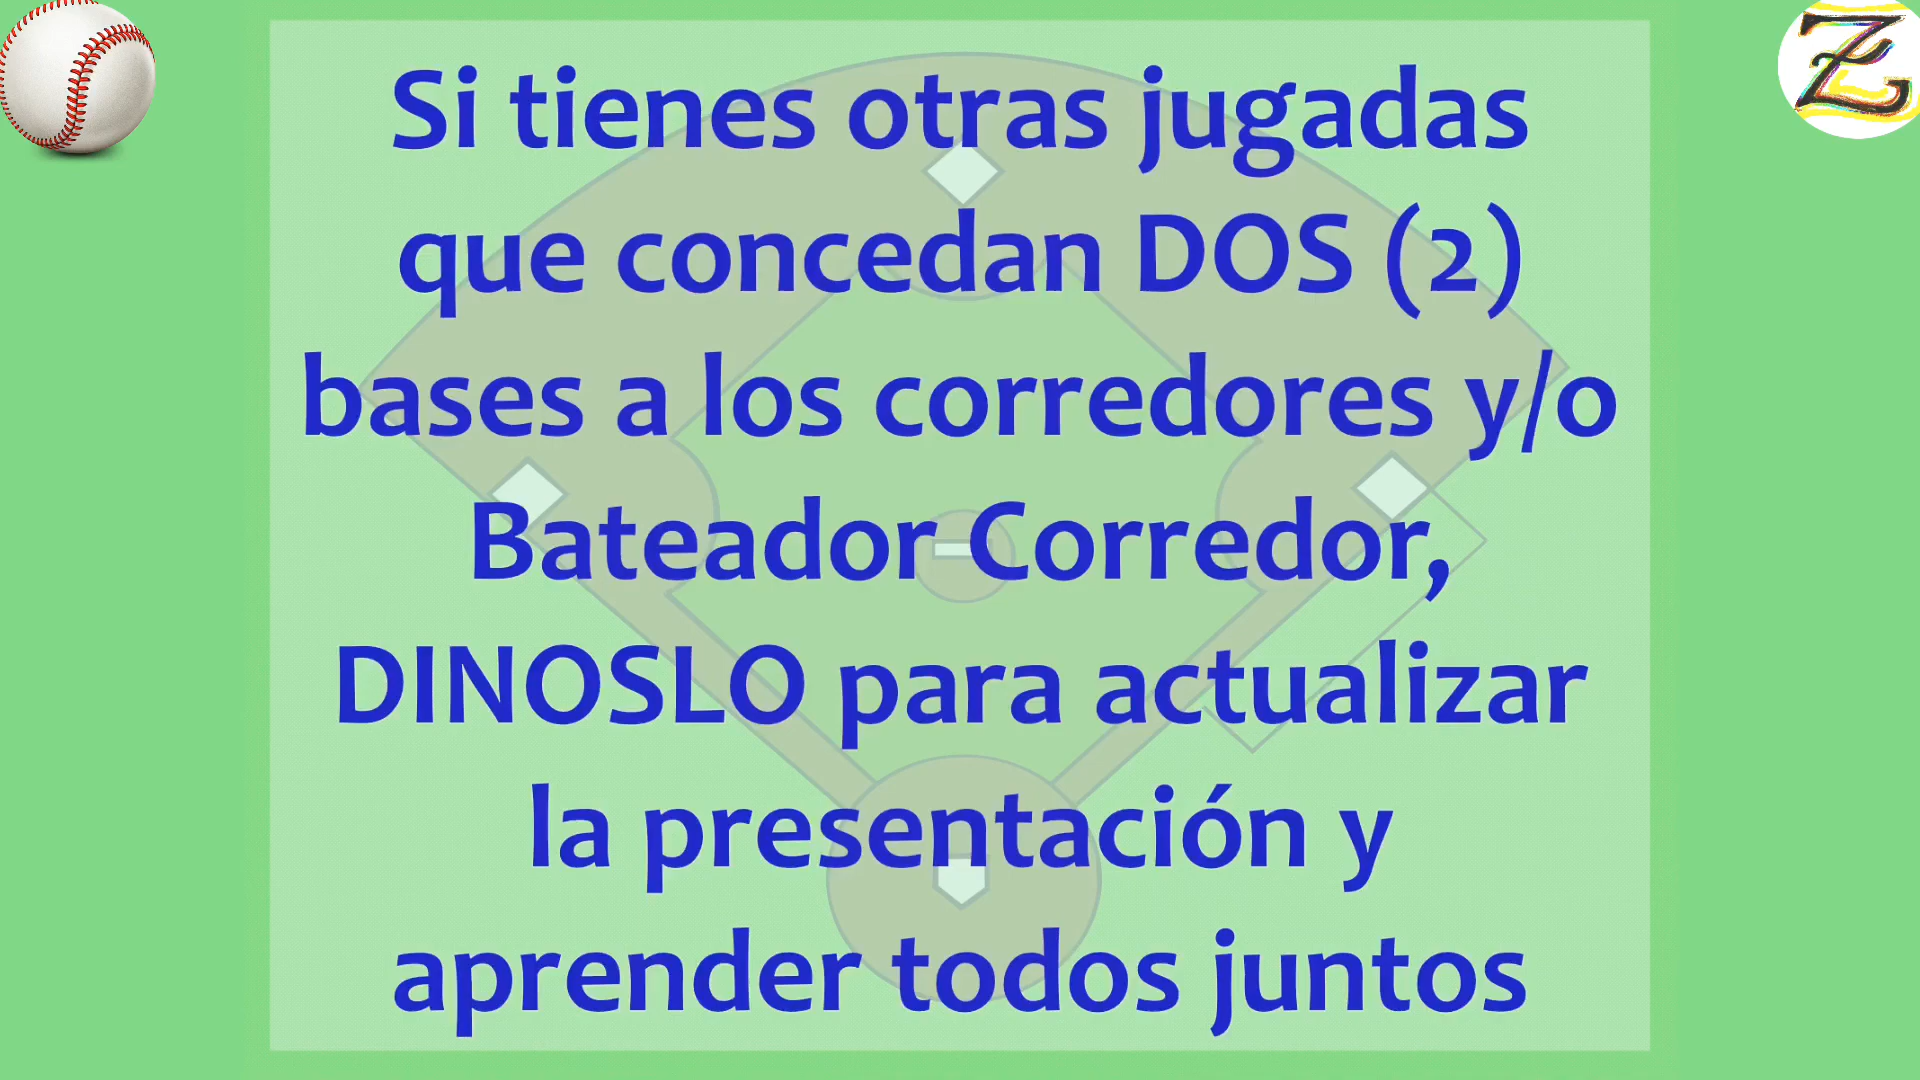 Si tienes otras jugadas
que concedan DOS (2)
bases a los corredores y/o
Bateador Corredor,
DINOSLO para actualizar
la presentación y
aprender todos juntos